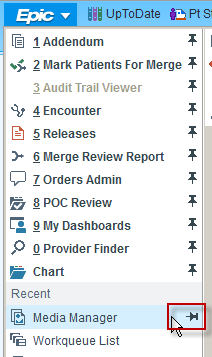 Epic
UpToDate
Pt S
1 Addendum
2 Mark Patients For Merge
3 Audit Trail Viewer
4 Encounter
5 Releases
6 Merge Review Report
7 Orders Admin
8 POC Review
9 My Dashboards
0 Provider Finder
Chart
Recent
Media Manager
Workqueue List